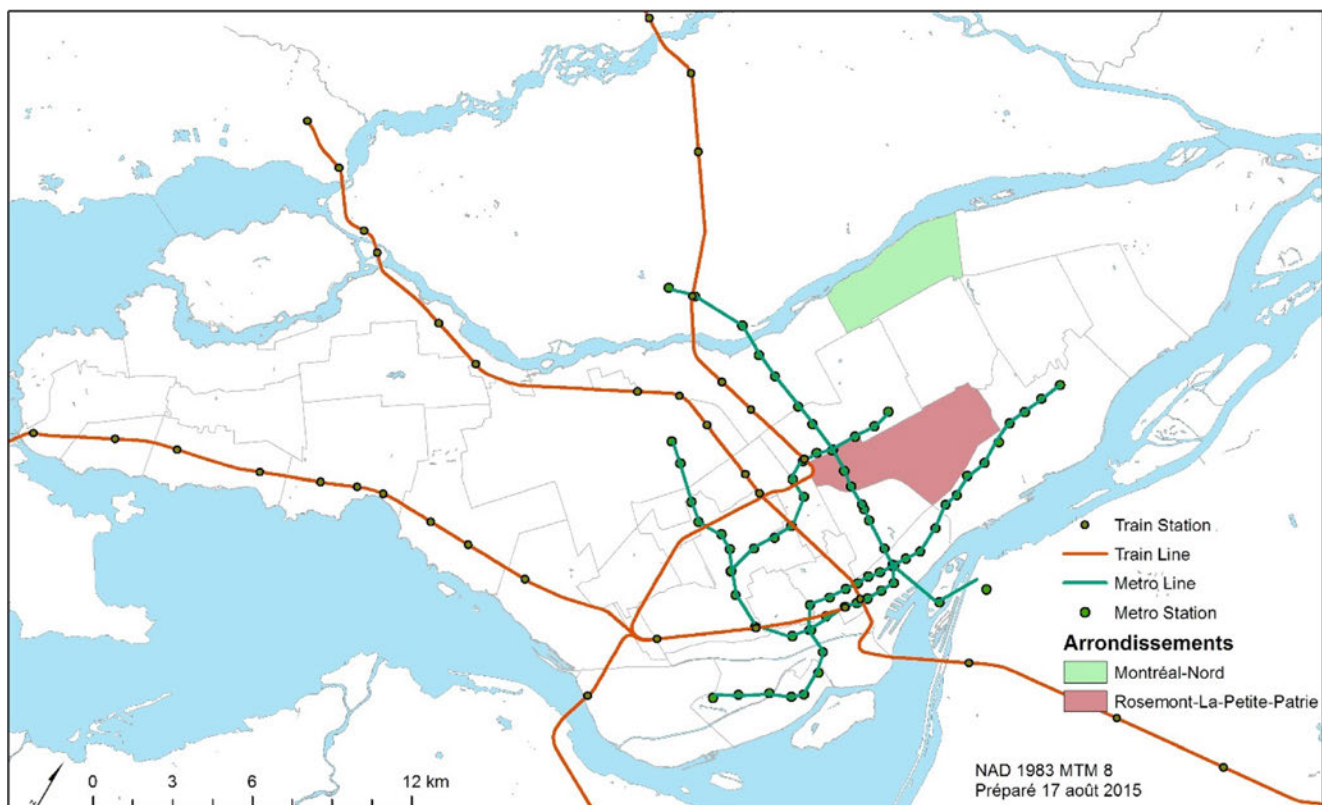 Train Station
Train Line
Metro Line
Metro Station
Arrondissements
Montréal-Nord
Rosemont-La-Petite-Patrie
0 3 6 12 km
NAD 1983 MTM 8
Préparé 17 août 2015